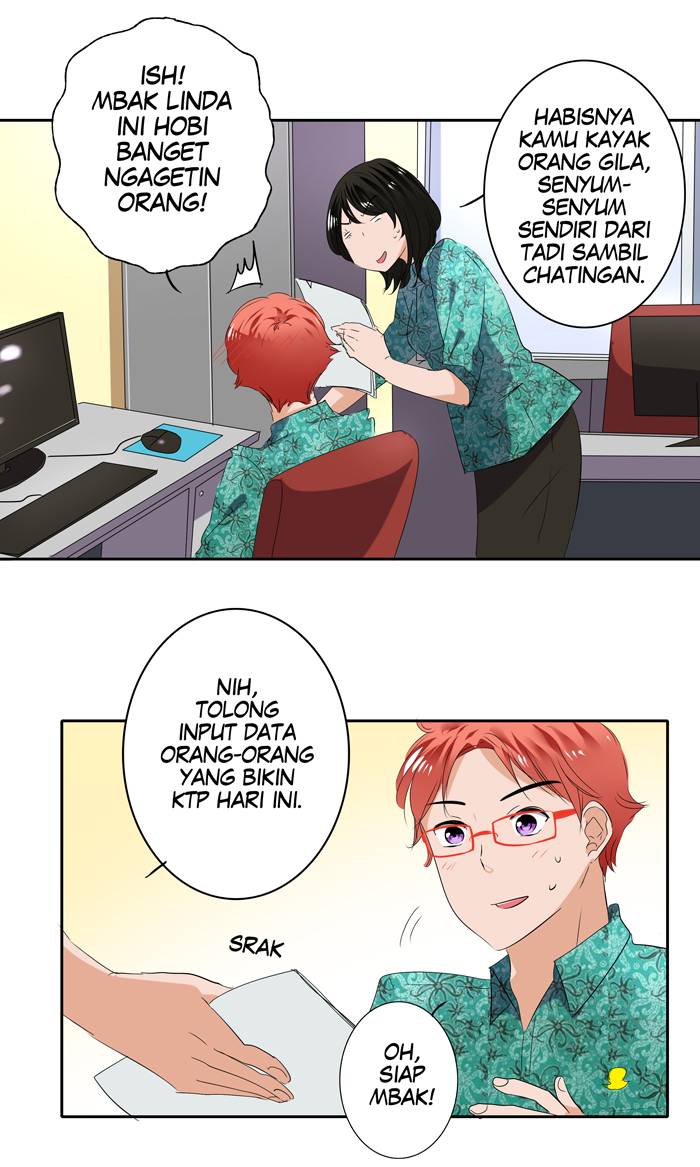 ISH!
MBAK LINDA
INI HOBI
BANGET
NGAGETIN
ORANG!
HABISNYA
KAMU KAYAK
ORANG GILA,
SENYUM-
SENYUM
SENDIRI DARI
TADI SAMBIL
CHATINGAN.
NIH,
TOLONG
INPUT DATA
ORANG-ORANG
YANG BIKIN
KTP HARI INI.
SRAK
OH,
SIAP
MBAK!